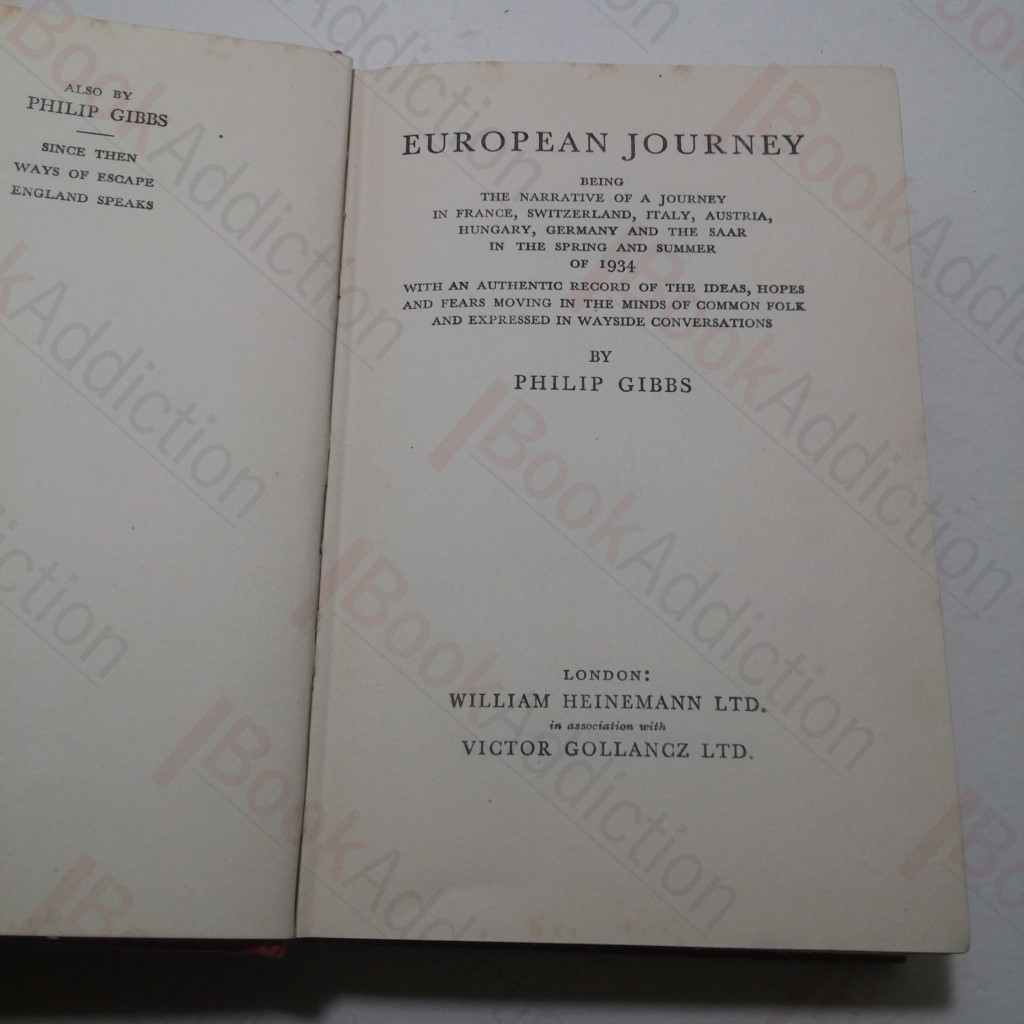 ALSO BY
PHILIP GIBBS
SINCE THEN
WAYS OF ESCAPE
ENGLAND SPEAKS
EUROPEAN JOURNEY
BEING
THE NARRATIVE OF A JOURNEY
IN FRANCE, SWITZERLAND, ITALY, AUSTRIA,
HUNGARY, GERMANY AND THE SAAR
IN THE SPRING AND SUMMER
OF 1934
WITH AN AUTHENTIC RECORD OF THE IDEAS, HOPES
AND FEARS MOVING IN THE MINDS OF COMMON FOLK
AND EXPRESSED IN WAYSIDE CONVERSATIONS
BY
PHILIP GIBBS
LONDON:
WILLIAM HEINEMANN LTD.
in association with
VICTOR GOLLANCZ LTD.
BookAddiction